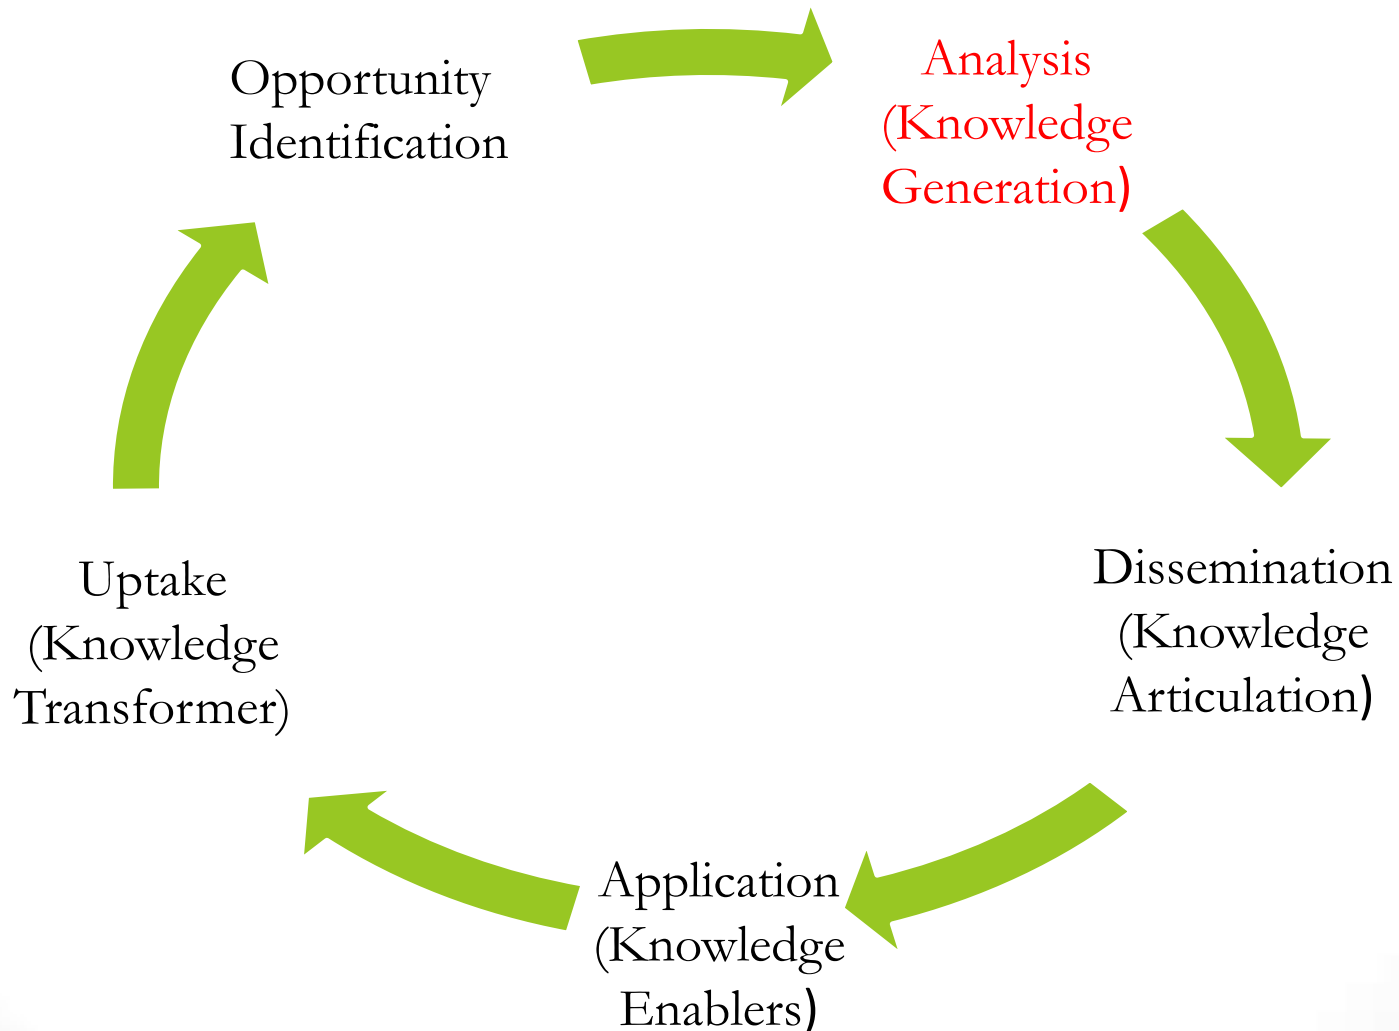 Opportunity
Identification
Analysis
(Knowledge
Generation)
Dissemination
(Knowledge
Articulation)
Application
(Knowledge
Enablers)
Uptake
(Knowledge
Transformer)